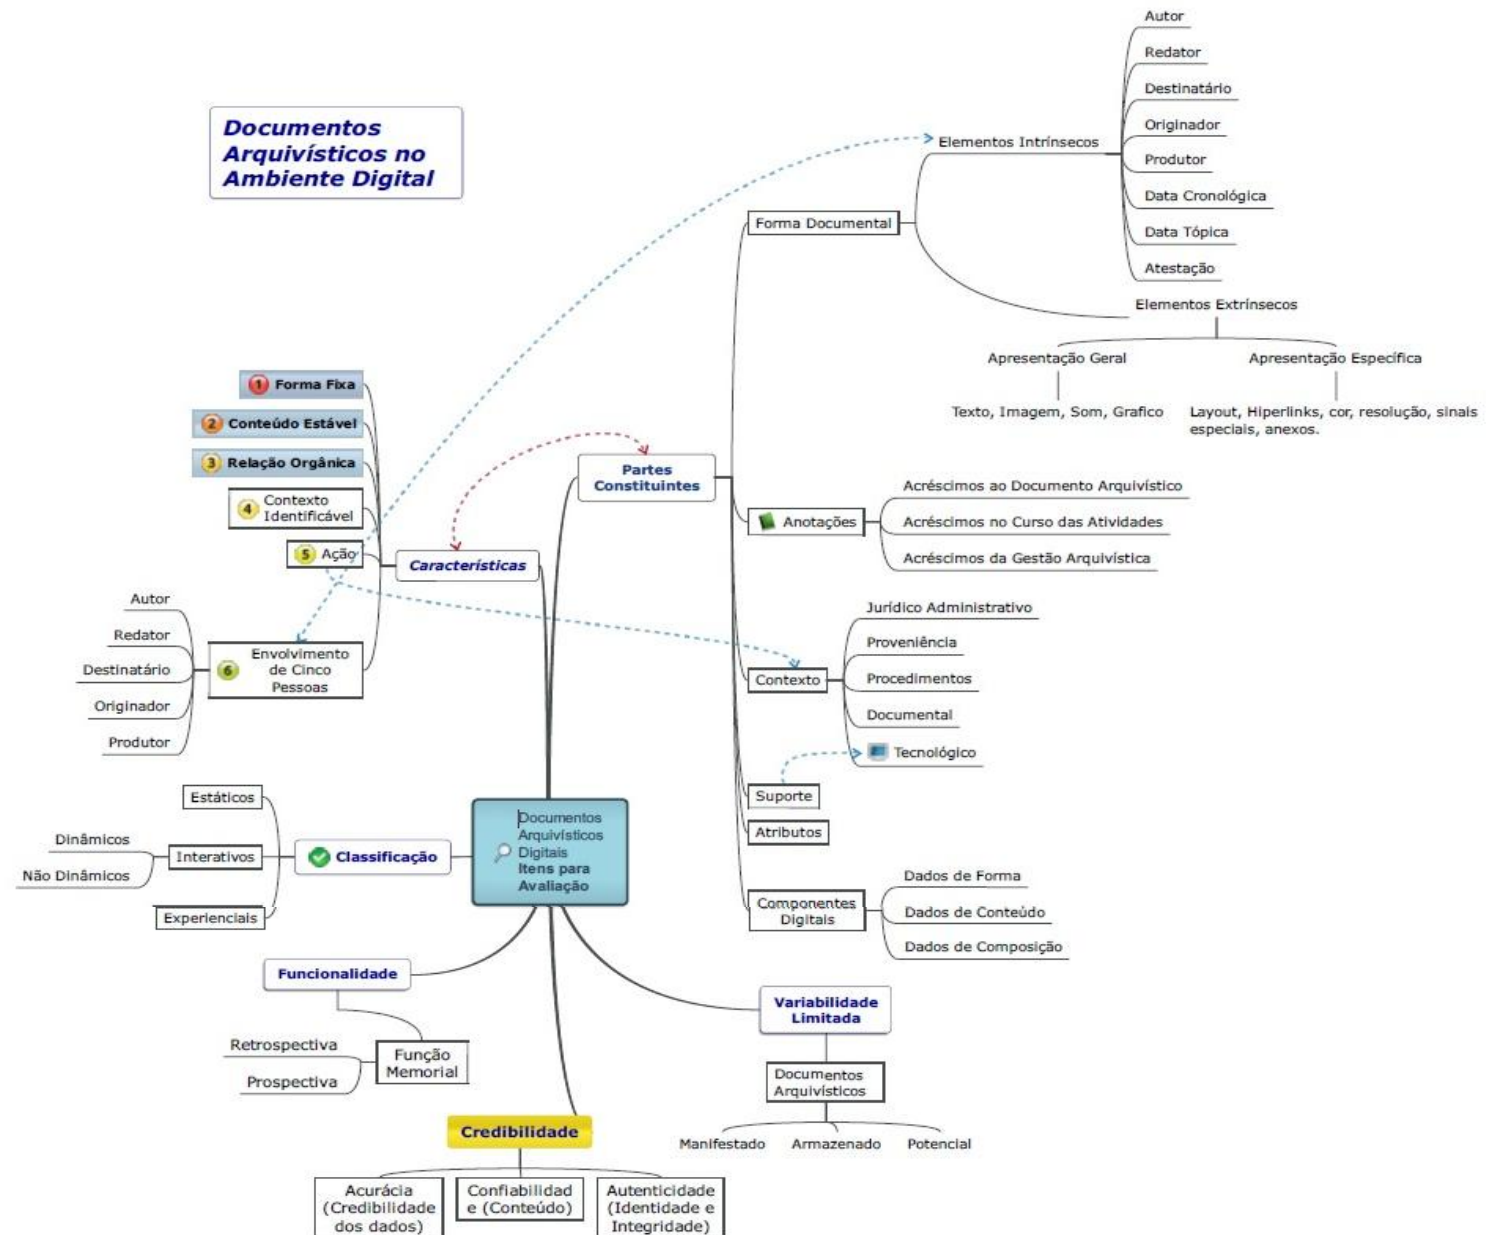 Documentos
Arquivísticos no
Ambiente Digital
Autor
Redator
Destinatário
Originador
Produtor
Data Cronológica
Data Tópica
Atestação
Elementos Intrínsecos
Forma Documental
Elementos Extrínsecos
Apresentação Geral
Apresentação Específica
Texto, Imagem, Som, Grafico
Layout, Hiperlinks, cor, resolução, sinais
especiais, anexos.
1 Forma Fixa
2 Conteúdo Estável
3 Relação Orgânica
4 Contexto
Identificável
5 Ação
Características
6 Envolvimento
de Cinco
Pessoas
Autor
Redator
Destinatário
Originador
Produtor
Partes
Constituintes
Anotações
Acréscimos ao Documento Arquivístico
Acréscimos no Curso das Atividades
Acréscimos da Gestão Arquivística
Contexto
Jurídico Administrativo
Proveniência
Procedimentos
Documental
Tecnológico
Suporte
Atributos
Componentes
Digitais
Dados de Forma
Dados de Conteúdo
Dados de Composição
Documentos
Arquivísticos
Digitais
Itens para
Avaliação
Classificação
Estáticos
Interativos
Dinâmicos
Não Dinâmicos
Experienciais
Funcionalidade
Função
Memorial
Retrospectiva
Prospectiva
Variabilidade
Limitada
Documentos
Arquivísticos
Manifestado
Armazenado
Potencial
Credibilidade
Acurácia
(Credibilidade
dos dados)
Confiabilidad
e (Conteúdo)
Autenticidade
(Identidade e
Integridade)